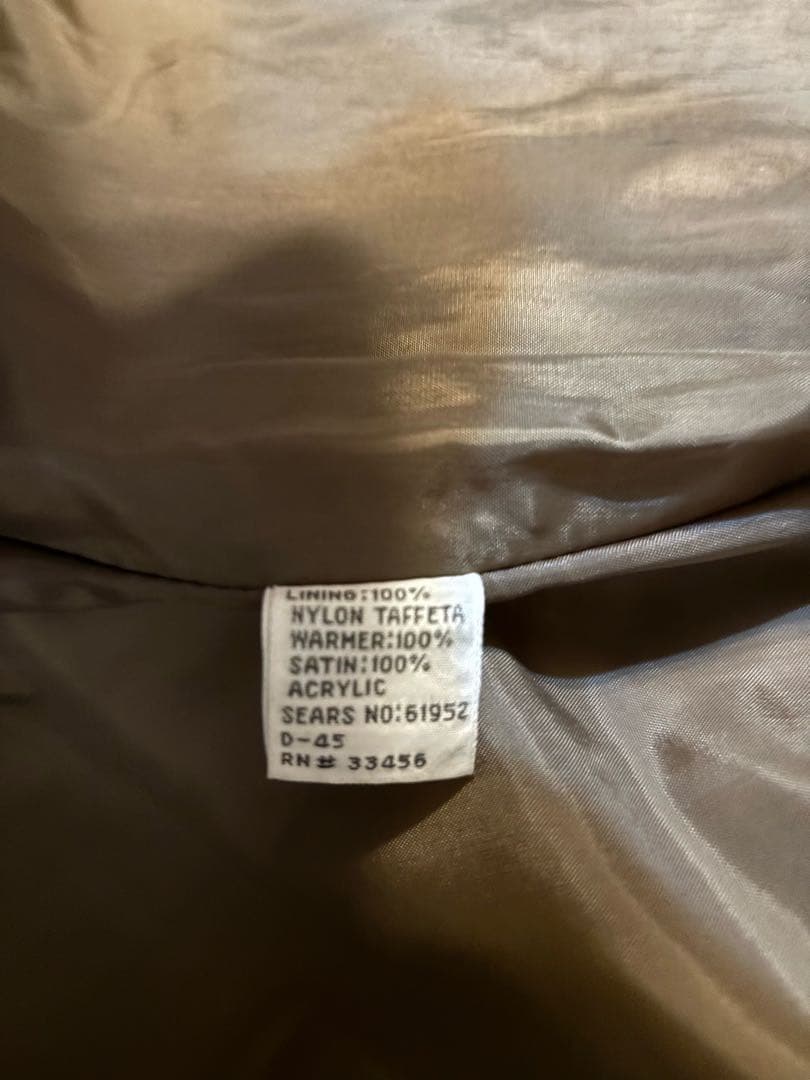 LINING:100%
NYLON TAFFETA
WARMER:100%
SATIN:100%
ACRYLIC
SEARS NO:61952
D-45
RN# 33456